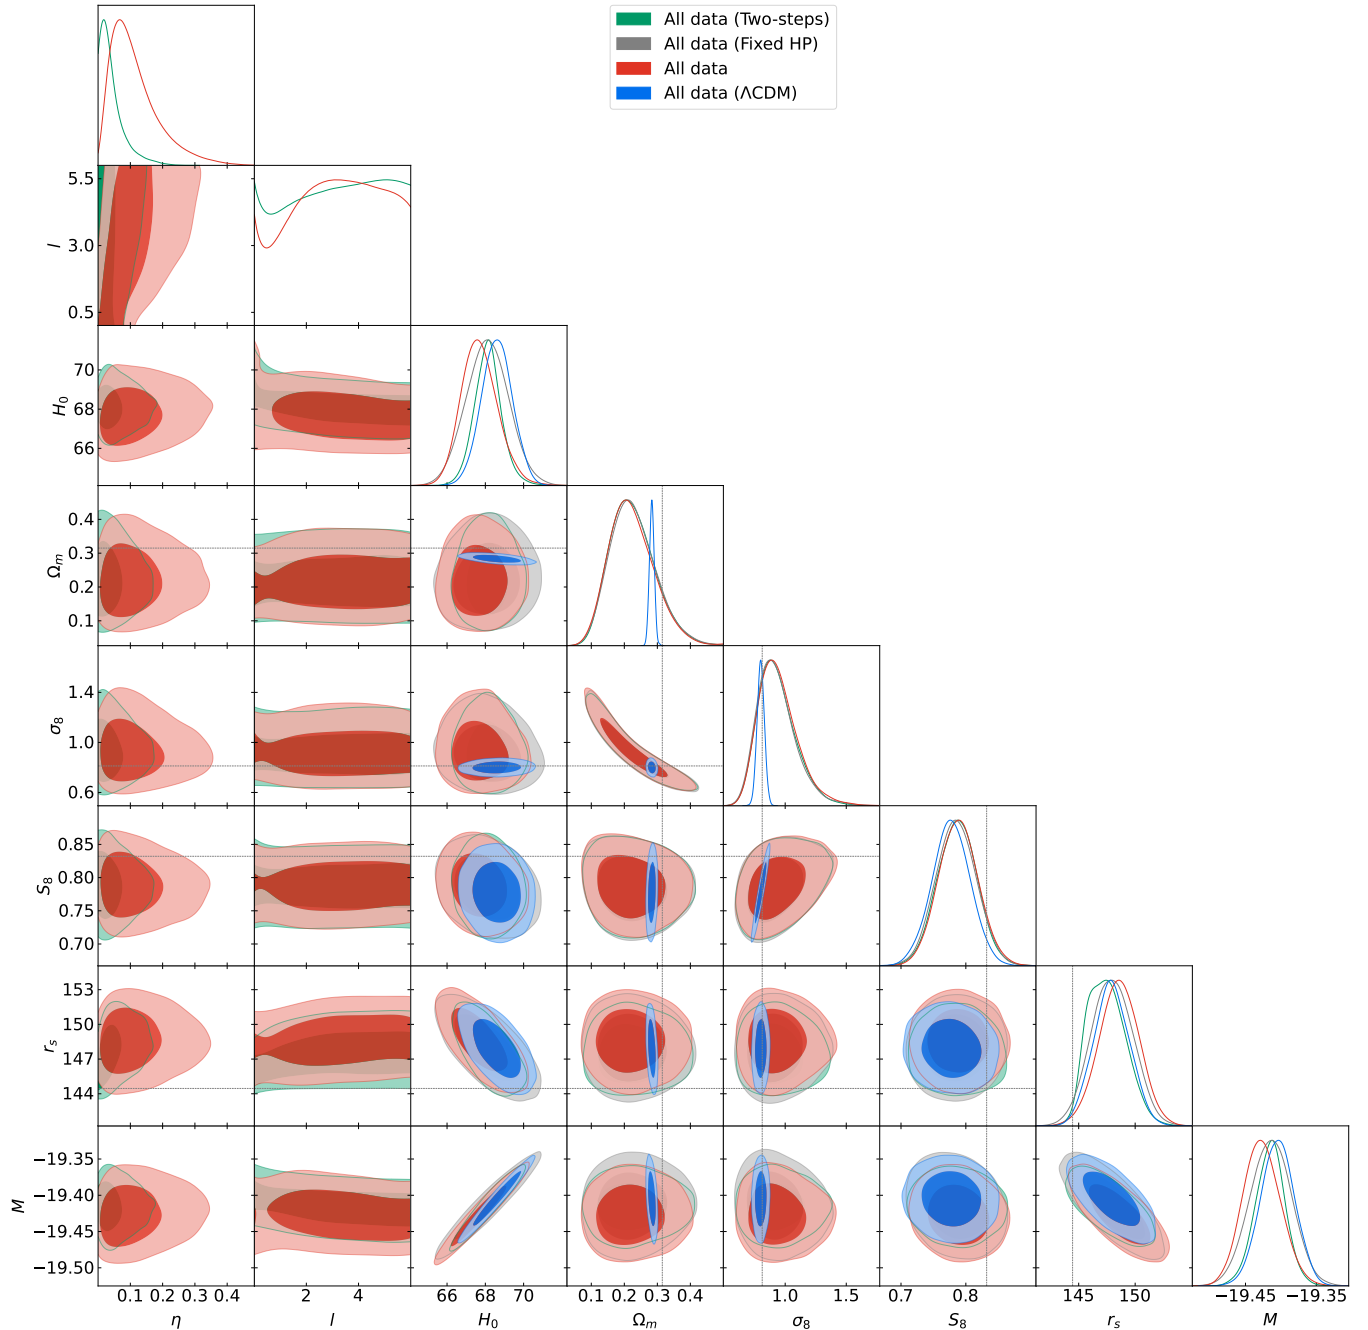 All data (Two-steps)
All data (Fixed HP)
All data
All data (ΛCDM)
5.5
3.0
0.5
l
70
68
66
H₀
0.4
0.3
0.2
0.1
Ωₘ
1.4
1.0
0.6
σ₈
0.85
0.80
0.75
0.70
S₈
153
150
147
144
rₛ
−19.35
−19.40
−19.45
−19.50
M
0.1 0.2 0.3 0.4
η
2 4
l
66 68 70
H₀
0.1 0.2 0.3 0.4
Ωₘ
1.0 1.5
σ₈
0.7 0.8
S₈
145 150
rₛ
−19.45 −19.35
M